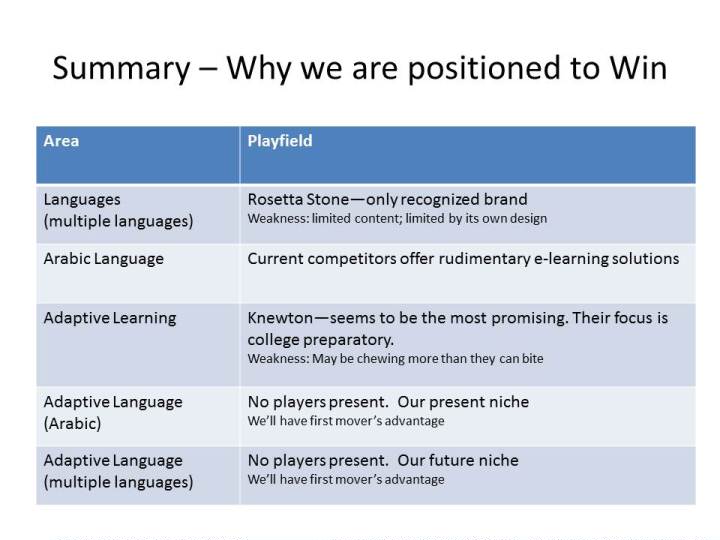 Summary – Why we are positioned to Win
Area
Playfield
Languages
(multiple languages)
Rosetta Stone—only recognized brand
Weakness: limited content; limited by its own design
Arabic Language
Current competitors offer rudimentary e-learning solutions
Adaptive Learning
Knewton—seems to be the most promising. Their focus is
college preparatory.
Weakness: May be chewing more than they can bite
Adaptive Language
(Arabic)
No players present.  Our present niche
We'll have first mover's advantage
Adaptive Language
(multiple languages)
No players present.  Our future niche
We'll have first mover's advantage